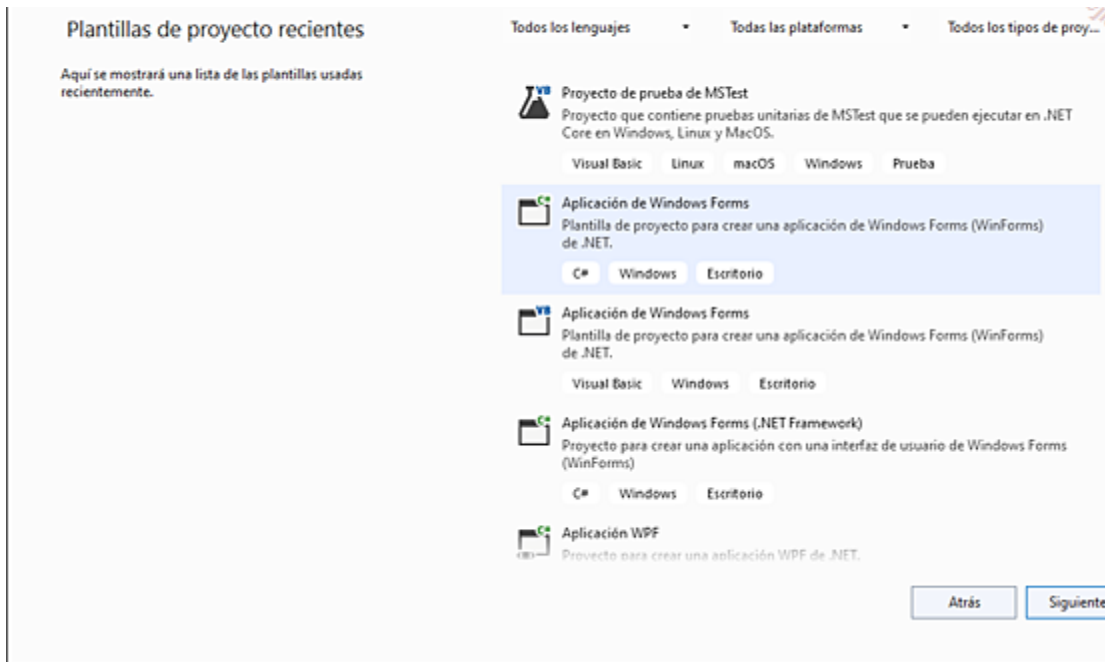 Plantillas de proyecto recientes
Aquí se mostrará una lista de las plantillas usadas
recientemente.
Todos los lenguajes
Todas las plataformas
Todos los tipos de proy...
VB
Proyecto de prueba de MSTest
Proyecto que contiene pruebas unitarias de MSTest que se pueden ejecutar en .NET
Core en Windows, Linux y MacOS.
Visual Basic Linux macOS Windows Prueba
C#
Aplicación de Windows Forms
Plantilla de proyecto para crear una aplicación de Windows Forms (WinForms)
de .NET.
C# Windows Escritorio
VB
Aplicación de Windows Forms
Plantilla de proyecto para crear una aplicación de Windows Forms (WinForms)
de .NET.
Visual Basic Windows Escritorio
C#
Aplicación de Windows Forms (.NET Framework)
Proyecto para crear una aplicación con una interfaz de usuario de Windows Forms
(WinForms)
C# Windows Escritorio
C#
Aplicación WPF
Proyecto para crear una aplicación WPF de .NET.
Atrás
Siguiente